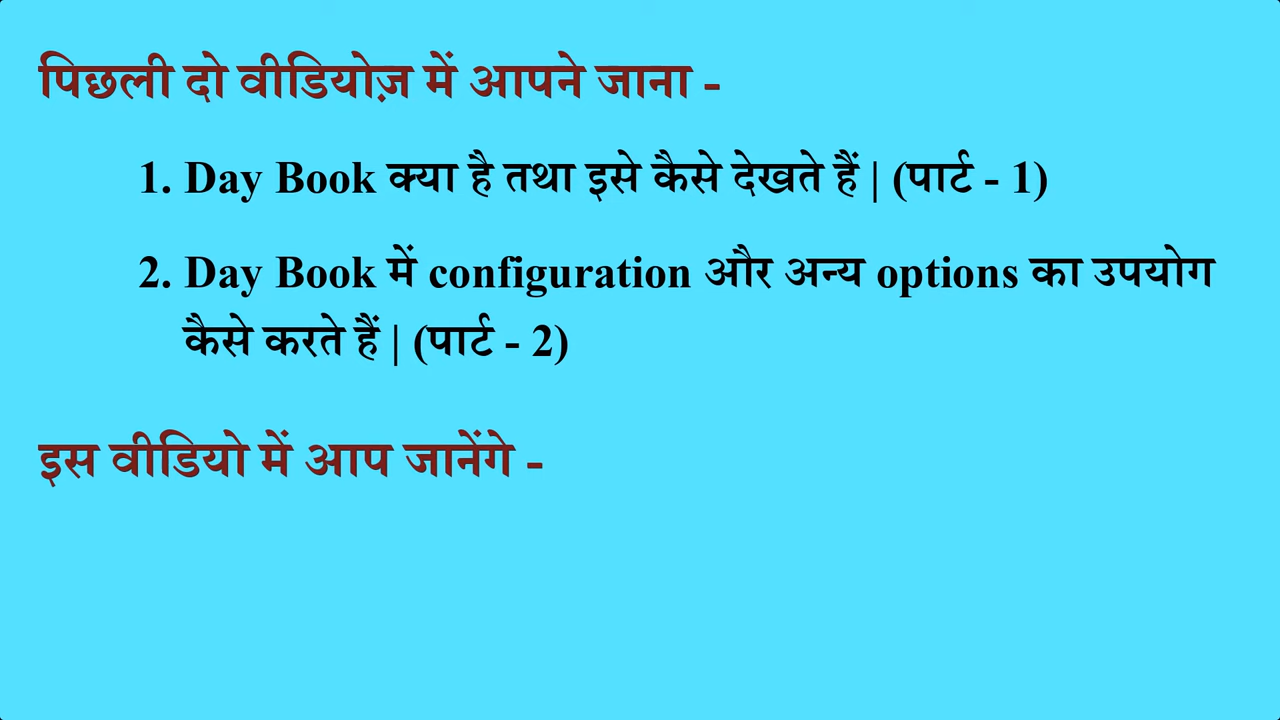 पिछली दो वीडियोज़ में आपने जाना -
1. Day Book क्या है तथा इसे कैसे देखते हैं | (पार्ट - 1)
2. Day Book में configuration और अन्य options का उपयोग
कैसे करते हैं | (पार्ट - 2)
इस वीडियो में आप जानेंगे -